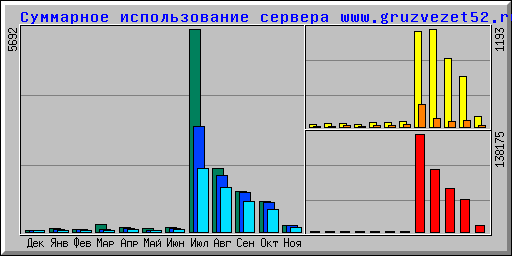 Суммарное использование сервера www.gruzvezet52.r
5692
1193
138175
Дек Янв Фев Мар Апр Май Июн Июл Авг Сен Окт Ноя